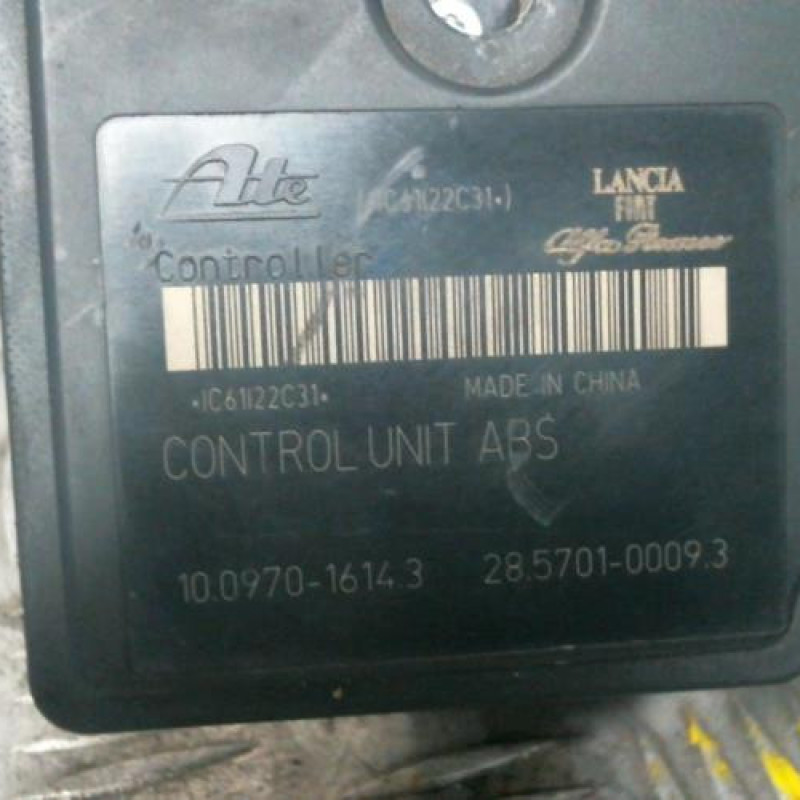 Ate
LANCIA
FIAT
Alfa Romeo
Controller
•IC61I22C31•
MADE IN CHINA
CONTROL UNIT ABS
10.0970-1614.3 28.5701-0009.3